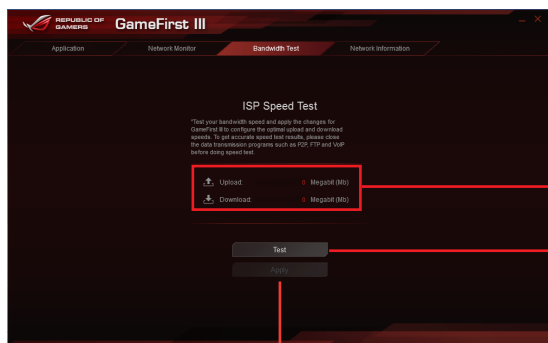 REPUBLIC OF
GAMERS
GameFirst III
Application
Network Monitor
Bandwidth Test
Network Information
ISP Speed Test
*Test your bandwidth speed and apply the changes for
GameFirst III to configure the optimal upload and download
speeds. To get accurate speed test results, please close
the data transmission programs such as P2P, FTP and VoIP
before doing speed test.
Upload: 0 Megabit (Mb)
Download: 0 Megabit (Mb)
Test
Apply